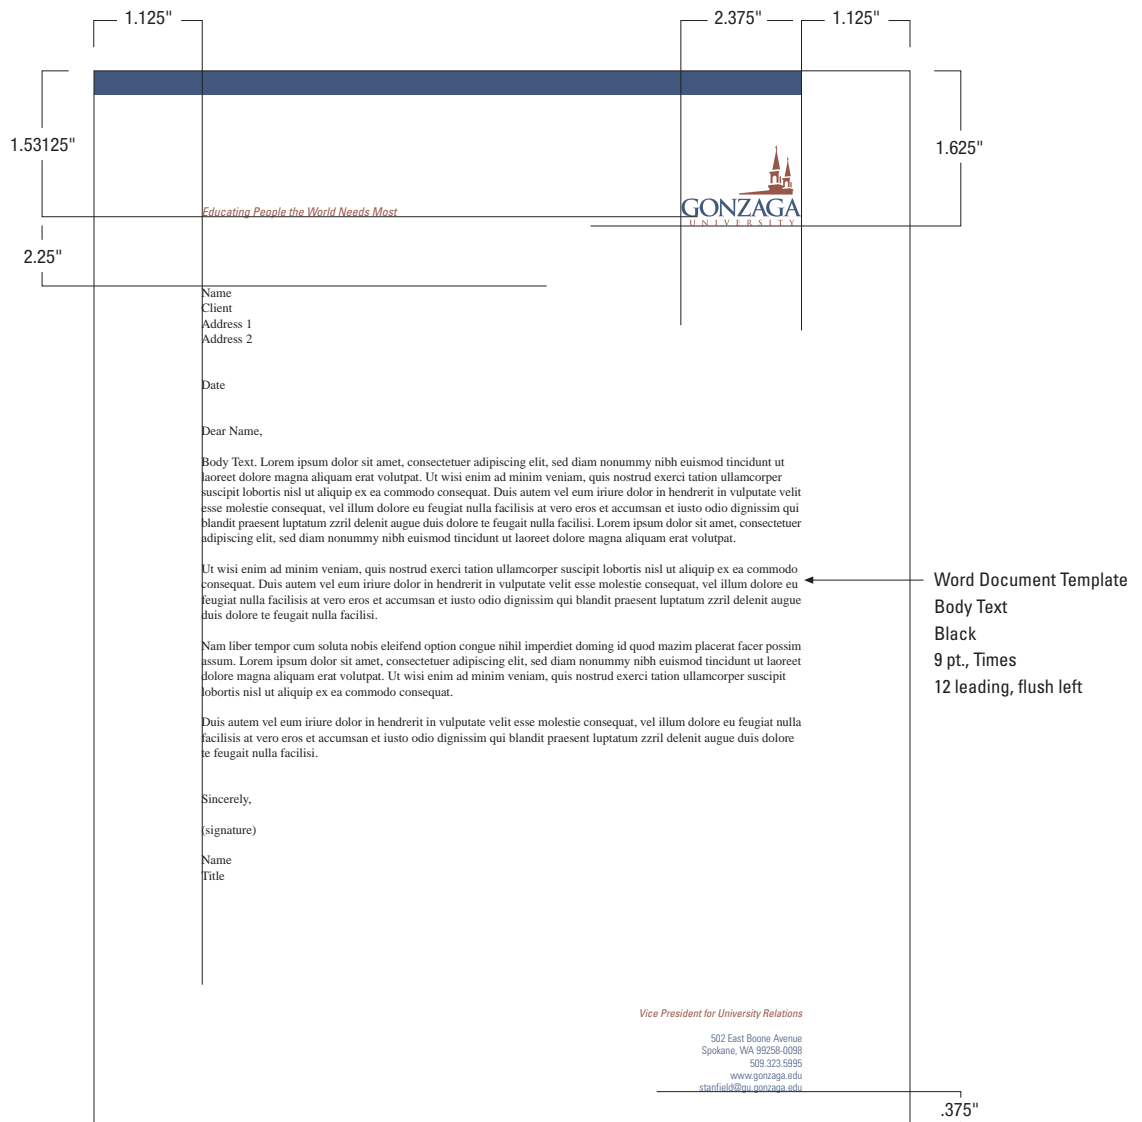 1.125"
2.375"
1.125"
1.53125"
1.625"
Educating People the World Needs Most
GONZAGA
UNIVERSITY
2.25"
Name
Client
Address 1
Address 2
Date
Dear Name,
Body Text. Lorem ipsum dolor sit amet, consectetuer adipiscing elit, sed diam nonummy nibh euismod tincidunt ut
laoreet dolore magna aliquam erat volutpat. Ut wisi enim ad minim veniam, quis nostrud exerci tation ullamcorper
suscipit lobortis nisl ut aliquip ex ea commodo consequat. Duis autem vel eum iriure dolor in hendrerit in vulputate velit
esse molestie consequat, vel illum dolore eu feugiat nulla facilisis at vero eros et accumsan et iusto odio dignissim qui
blandit praesent luptatum zzril delenit augue duis dolore te feugait nulla facilisi. Lorem ipsum dolor sit amet, consectetuer
adipiscing elit, sed diam nonummy nibh euismod tincidunt ut laoreet dolore magna aliquam erat volutpat.
Ut wisi enim ad minim veniam, quis nostrud exerci tation ullamcorper suscipit lobortis nisl ut aliquip ex ea commodo
consequat. Duis autem vel eum iriure dolor in hendrerit in vulputate velit esse molestie consequat, vel illum dolore eu
feugiat nulla facilisis at vero eros et accumsan et iusto odio dignissim qui blandit praesent luptatum zzril delenit augue
duis dolore te feugait nulla facilisi.
Nam liber tempor cum soluta nobis eleifend option congue nihil imperdiet doming id quod mazim placerat facer possim
assum. Lorem ipsum dolor sit amet, consectetuer adipiscing elit, sed diam nonummy nibh euismod tincidunt ut laoreet
dolore magna aliquam erat volutpat. Ut wisi enim ad minim veniam, quis nostrud exerci tation ullamcorper suscipit
lobortis nisl ut aliquip ex ea commodo consequat.
Duis autem vel eum iriure dolor in hendrerit in vulputate velit esse molestie consequat, vel illum dolore eu feugiat nulla
facilisis at vero eros et accumsan et iusto odio dignissim qui blandit praesent luptatum zzril delenit augue duis dolore
te feugait nulla facilisi.
Sincerely,
(signature)
Name
Title
Word Document Template
Body Text
Black
9 pt., Times
12 leading, flush left
Vice President for University Relations
502 East Boone Avenue
Spokane, WA 99258-0098
509.323.5995
www.gonzaga.edu
stanfield@gu.gonzaga.edu
.375"